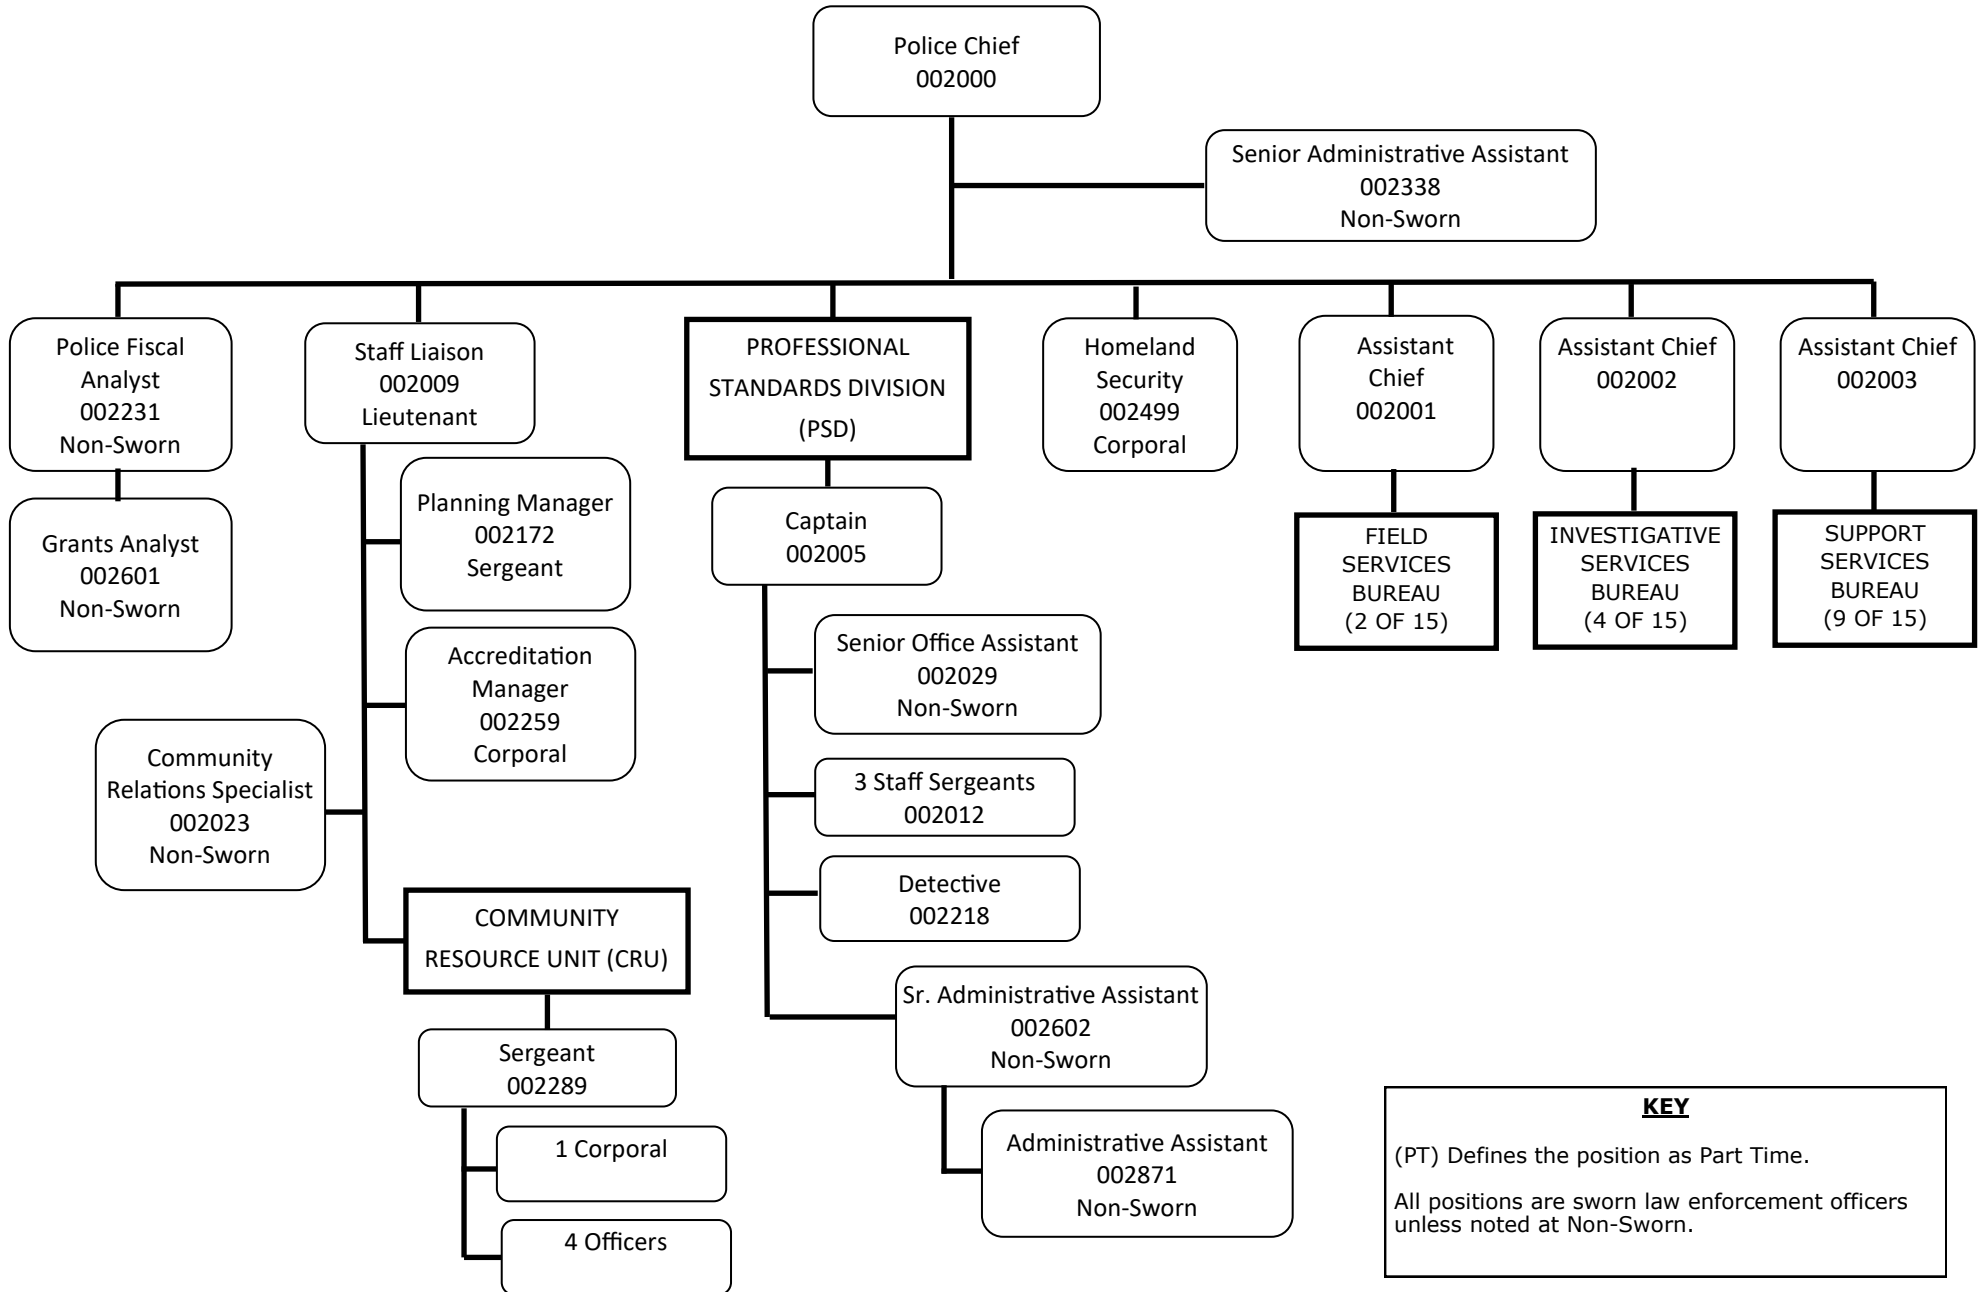 Police Chief
002000
Senior Administrative Assistant
002338
Non-Sworn
Police Fiscal
Analyst
002231
Non-Sworn
Grants Analyst
002601
Non-Sworn
Staff Liaison
002009
Lieutenant
Planning Manager
002172
Sergeant
Accreditation
Manager
002259
Corporal
Community
Relations Specialist
002023
Non-Sworn
COMMUNITY
RESOURCE UNIT (CRU)
Sergeant
002289
1 Corporal
4 Officers
PROFESSIONAL
STANDARDS DIVISION
(PSD)
Captain
002005
Senior Office Assistant
002029
Non-Sworn
3 Staff Sergeants
002012
Detective
002218
Sr. Administrative Assistant
002602
Non-Sworn
Administrative Assistant
002871
Non-Sworn
Homeland
Security
002499
Corporal
Assistant
Chief
002001
FIELD
SERVICES
BUREAU
(2 OF 15)
Assistant Chief
002002
INVESTIGATIVE
SERVICES
BUREAU
(4 OF 15)
Assistant Chief
002003
SUPPORT
SERVICES
BUREAU
(9 OF 15)
KEY
(PT) Defines the position as Part Time.
All positions are sworn law enforcement officers
unless noted at Non-Sworn.